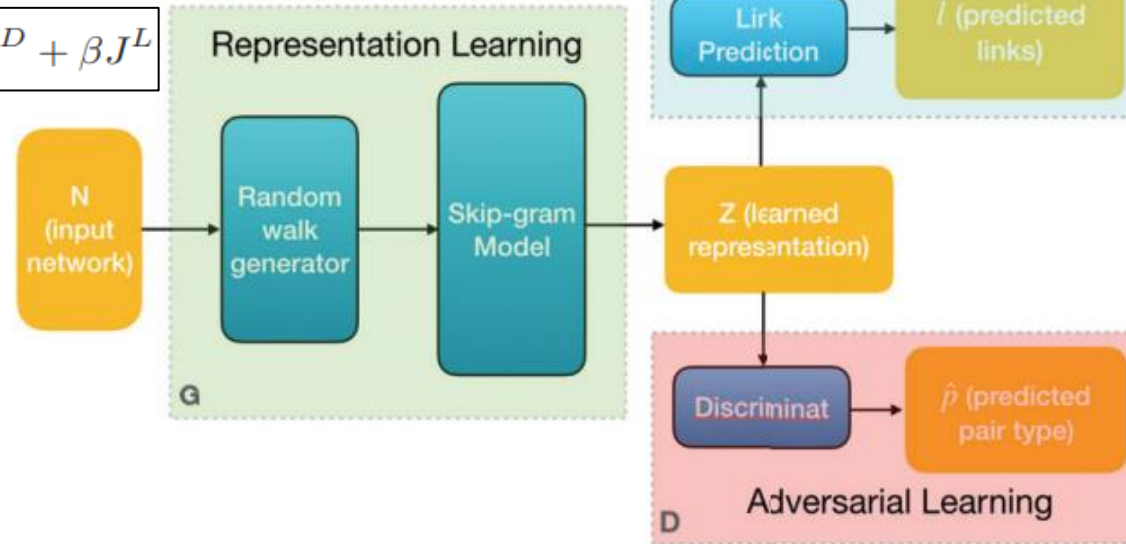 D + βJ^L
Representation Learning
N
(input
network)
Random
walk
generator
Skip-gram
Model
G
Lirk
Prediction
l (predicted
links)
Z (learned
representation)
Discriminat
p̂ (predicted
pair type)
Adversarial Learning
D